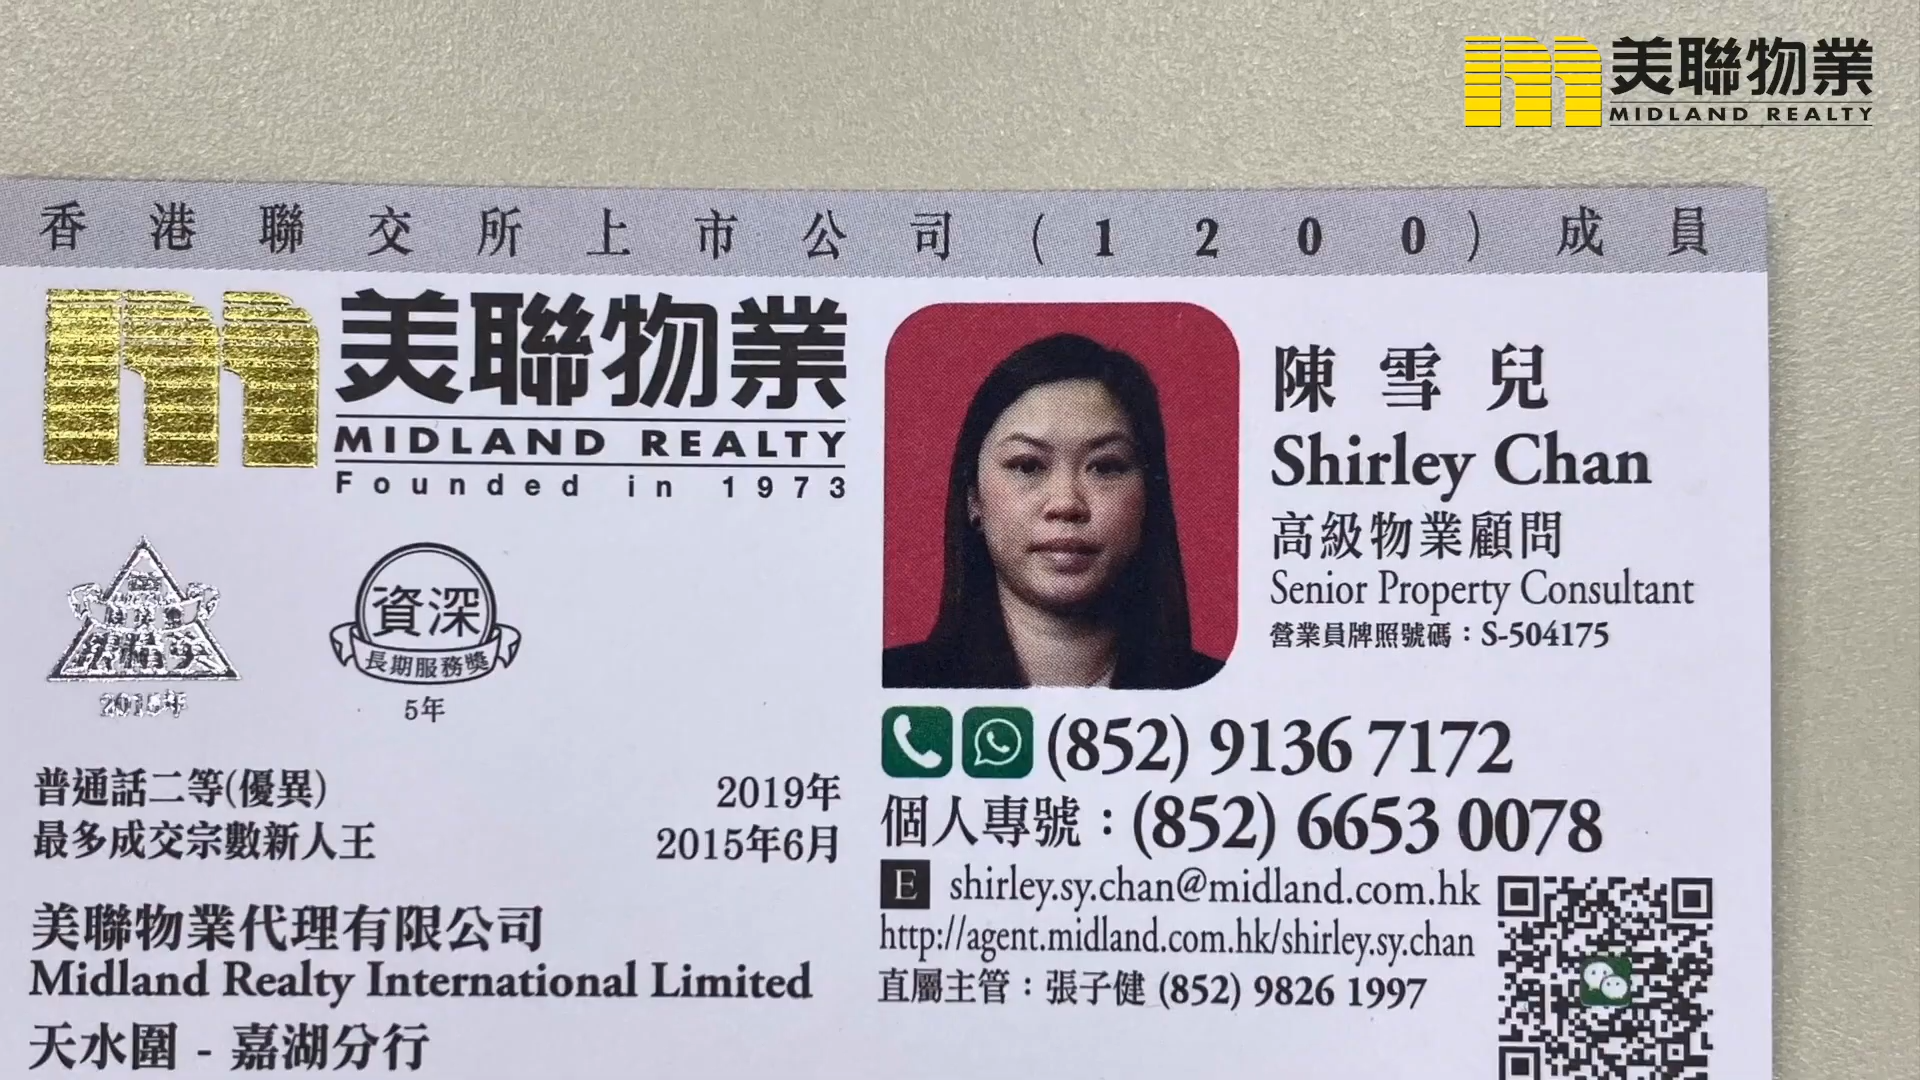 美聯物業
MIDLAND REALTY
香港聯交所上市公司(1200)成員
美聯物業
MIDLAND REALTY
Founded in 1973
資深
長期服務獎
5年
普通話二等(優異) 2019年
最多成交宗數新人王 2015年6月
美聯物業代理有限公司
Midland Realty International Limited
天水圍 - 嘉湖分行
陳雪兒
Shirley Chan
高級物業顧問
Senior Property Consultant
營業員牌照號碼：S-504175
(852) 9136 7172
個人專號：(852) 6653 0078
E shirley.sy.chan@midland.com.hk
http://agent.midland.com.hk/shirley.sy.chan
直屬主管：張子健 (852) 9826 1997